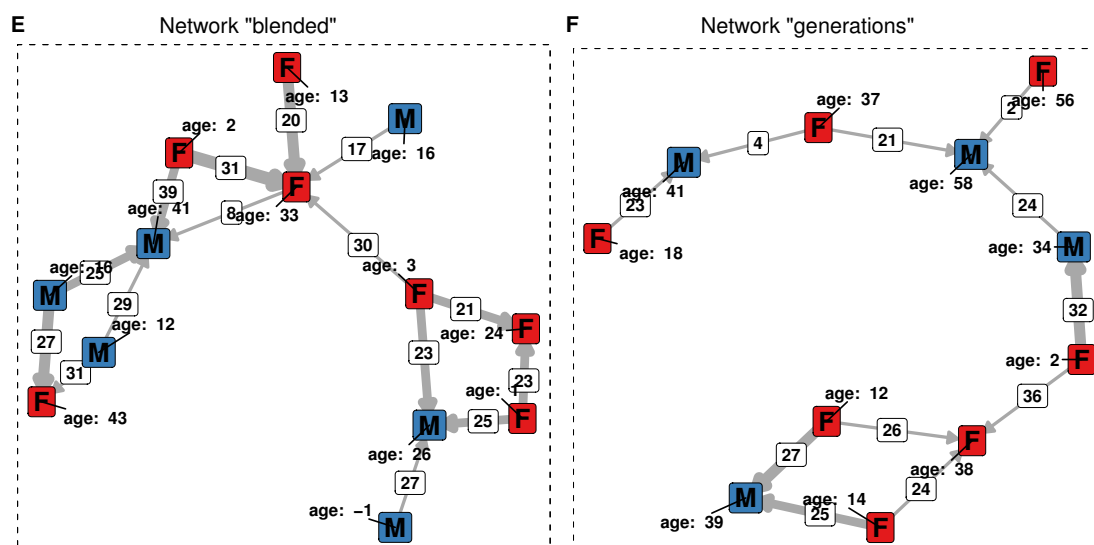 E
Network "blended"
F
age: 13
20
M
age: 16
17
age: 2
F
31
39
F
age: 33
8
age: 41
M
30
age: 16
25
M
29
age: 3
F
21
age: 24
F
age: 12
M
27
31
F
age: 43
23
23
age: 1
F
25
M
age: 26
27
age: −1
M
F
Network "generations"
F
age: 56
2
age: 37
F
4
21
M
age: 41
M
age: 58
23
F
age: 18
24
age: 34
M
32
age: 2
F
36
age: 12
F
26
F
age: 38
27
24
M
age: 39
age: 14
25
F